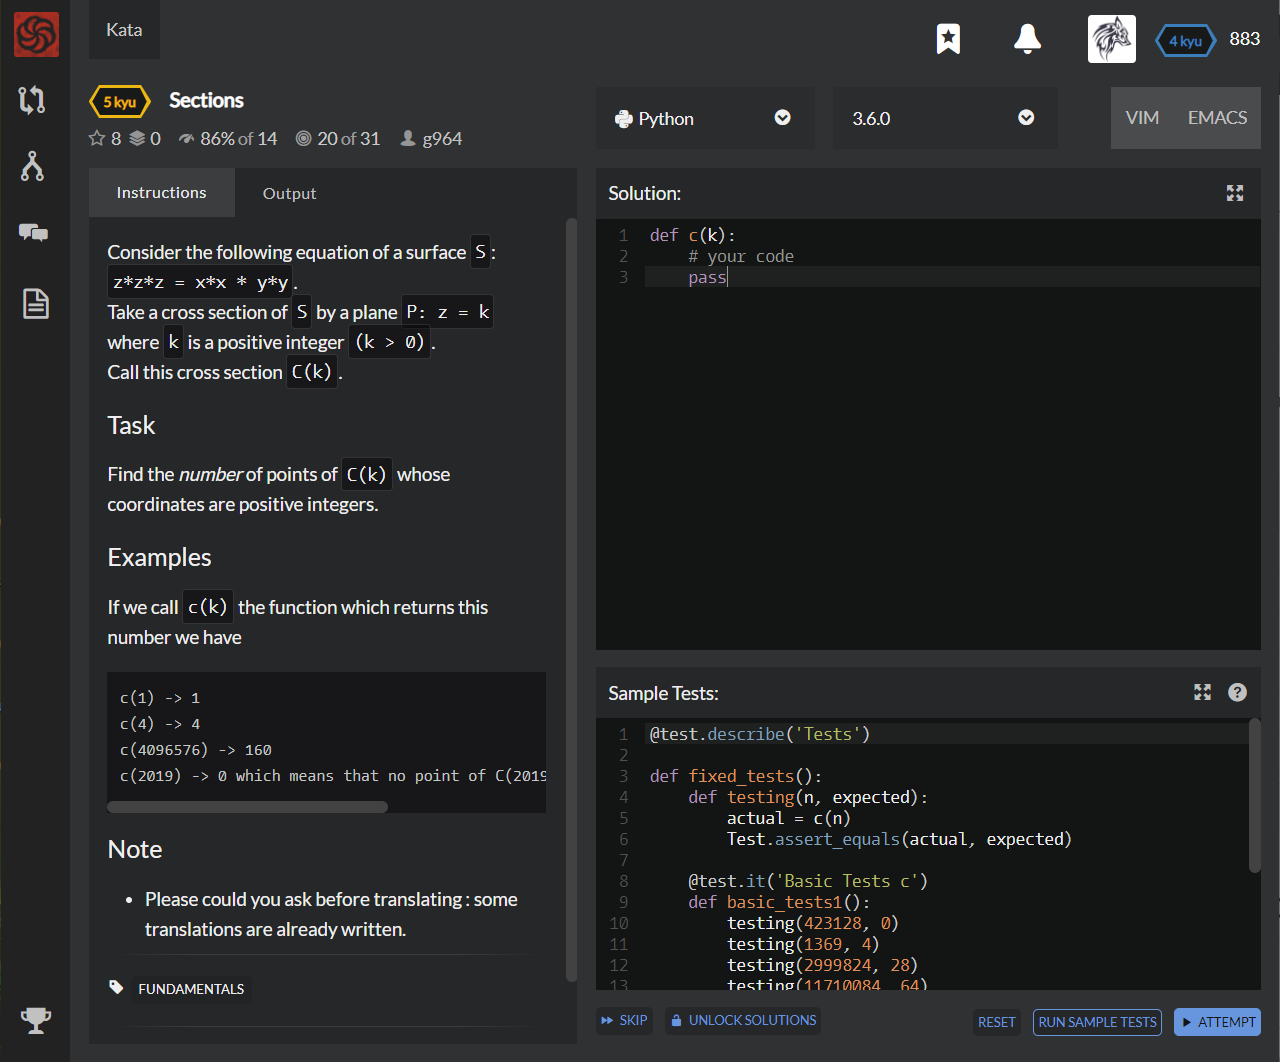 Kata
4 kyu 883
5 kyu Sections
8 0 86% of 14 20 of 31 g964
Python
3.6.0
VIM EMACS
Instructions Output
Consider the following equation of a surface S :
z*z*z = x*x * y*y .
Take a cross section of S by a plane P: z = k
where k is a positive integer (k > 0) .
Call this cross section C(k) .
Task
Find the number of points of C(k) whose
coordinates are positive integers.
Examples
If we call c(k) the function which returns this
number we have
c(1) -> 1
c(4) -> 4
c(4096576) -> 160
c(2019) -> 0 which means that no point of C(2019
Note
• Please could you ask before translating : some
translations are already written.
FUNDAMENTALS
Solution:
1 def c(k):
2 # your code
3 pass
Sample Tests:
1 @test.describe('Tests')
2
3 def fixed_tests():
4 def testing(n, expected):
5 actual = c(n)
6 Test.assert_equals(actual, expected)
7
8 @test.it('Basic Tests c')
9 def basic_tests1():
10 testing(423128, 0)
11 testing(1369, 4)
12 testing(2999824, 28)
13 testing(11710084, 64)
SKIP UNLOCK SOLUTIONS RESET RUN SAMPLE TESTS ATTEMPT